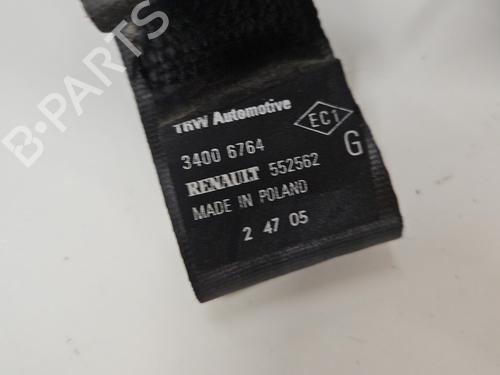 B-PARTS
TRW Automotive
EC1
3400 6764
G
RENAULT 552562
MADE IN POLAND
2 47 05